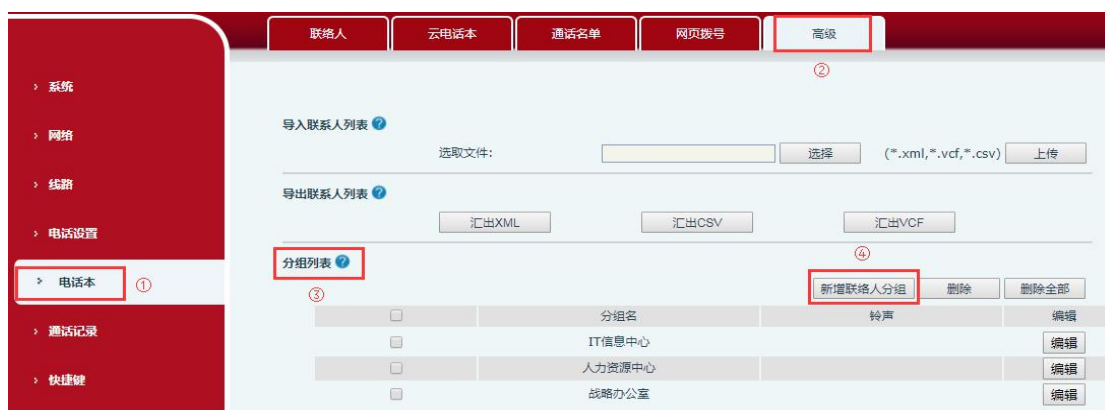 联络人 云电话本 通话名单 网页拨号 高级
②
› 系统
› 网络
› 线路
› 电话设置
› 电话本 ①
› 通话记录
› 快捷键
导入联系人列表 ?
选取文件: 选择 (*.xml,*.vcf,*.csv) 上传
导出联系人列表 ?
汇出XML 汇出CSV 汇出VCF
分组列表 ? ④
③ 新增联络人分组 删除 删除全部
分组名 铃声 编辑
IT信息中心 编辑
人力资源中心 编辑
战略办公室 编辑